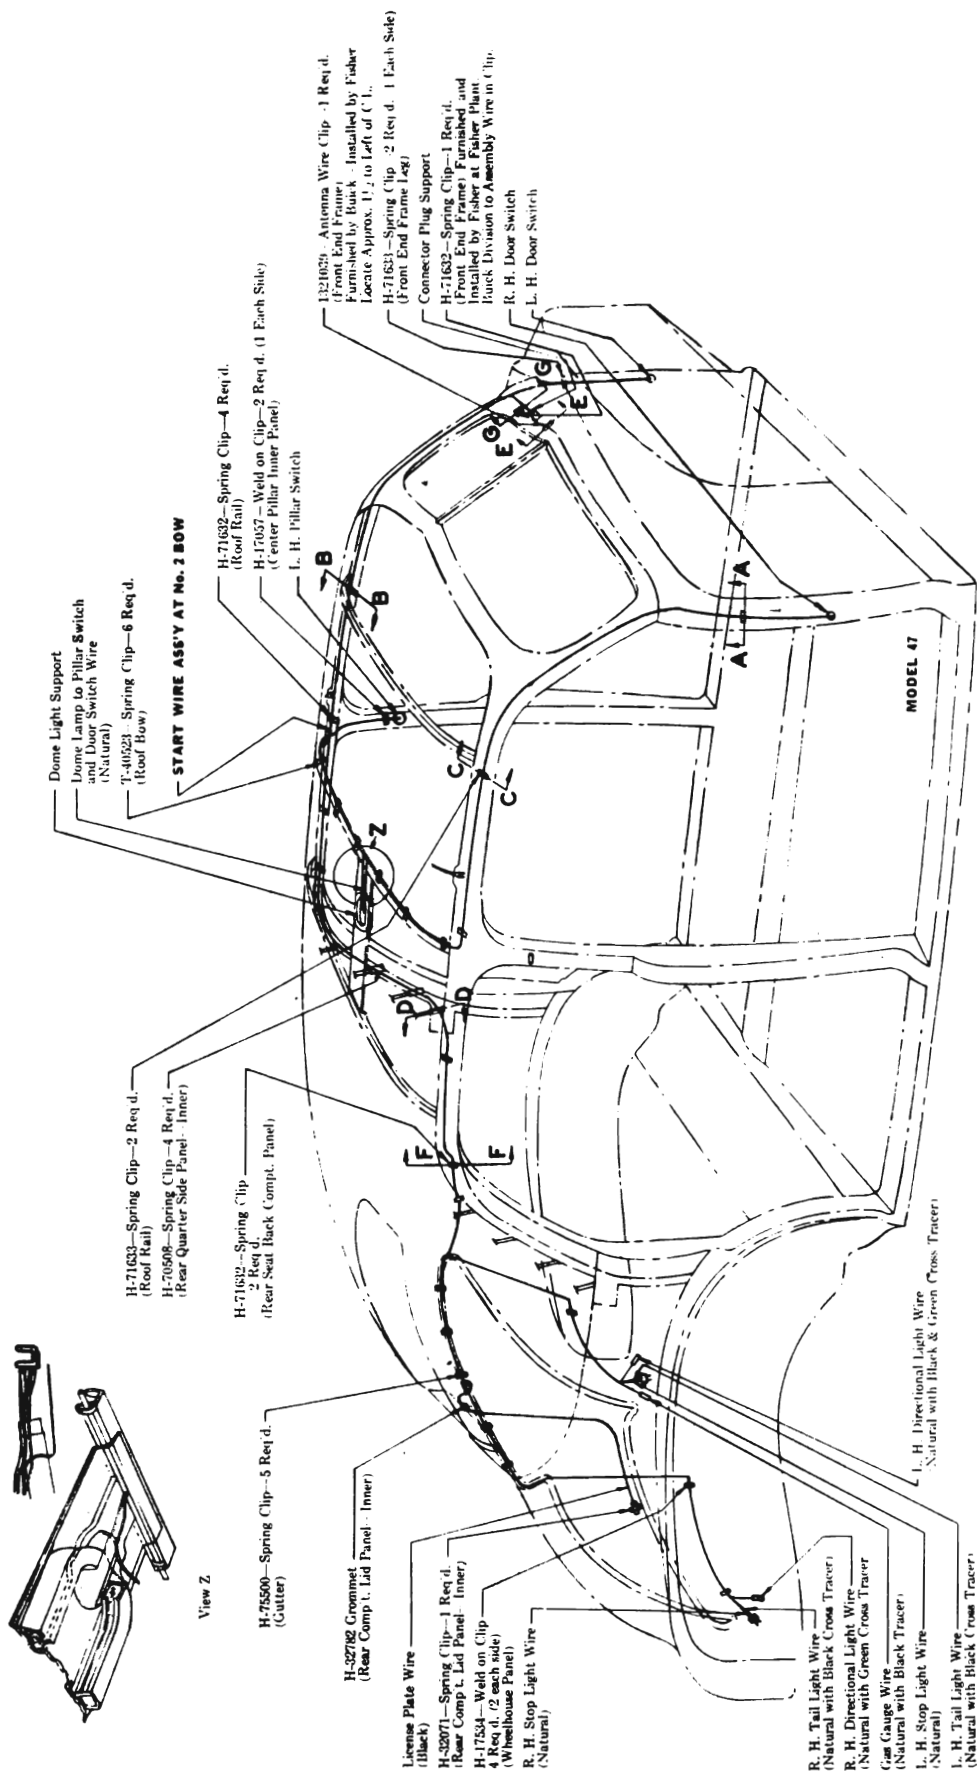 Dome Light Support
Dome Lamp to Pillar Switch
and Door Switch Wire
(Natural)
T-40523—Spring Clip—6 Req'd.
(Roof Bow)
START WIRE ASS'Y AT No. 2 BOW
H-71632—Spring Clip—4 Req'd.
(Roof Rail)
H-17057—Weld on Clip—2 Req'd. (1 Each Side)
(Center Pillar Inner Panel)
L. H. Pillar Switch
1321039—Antenna Wire Clip—1 Req'd.
(Front End Frame)
Furnished by Buick—Installed by Fisher
Locate Approx. 1½ to Left of C L.
H-71633—Spring Clip—2 Req'd. 1 Each Side)
(Front End Frame Leg)
Connector Plug Support
H-71632—Spring Clip—1 Req'd.
(Front End Frame) Furnished and
Installed by Fisher at Fisher Plant.
Buick Division to Assembly Wire in Clip.
R. H. Door Switch
L. H. Door Switch
H-71633—Spring Clip—2 Req'd.
(Roof Rail)
H-70508—Spring Clip—4 Req'd.
(Rear Quarter Side Panel—Inner)
H-71632—Spring Clip
2 Req'd.
(Rear Seat Back Compt. Panel)
View Z
H-75500—Spring Clip—5 Req'd.
(Gutter)
H-32782 Grommet
(Rear Comp't. Lid Panel—Inner)
License Plate Wire
(Black)
H-32071—Spring Clip—1 Req'd.
(Rear Comp't. Lid Panel—Inner)
H-17534—Weld on Clip
4 Req'd. (2 each side)
(Wheelhouse Panel)
R. H. Stop Light Wire
(Natural)
R. H. Tail Light Wire
(Natural with Black Cross Tracer)
R. H. Directional Light Wire
(Natural with Green Cross Tracer
Gas Gauge Wire
(Natural with Black Tracer)
L. H. Stop Light Wire
(Natural)
L. H. Tail Light Wire
(Natural with Black Cross Tracer)
L. H. Directional Light Wire
(Natural with Black & Green Cross Tracer)
MODEL 47
A
A
B
B
C
C
D
D
E
E
F
F
G
G
Z